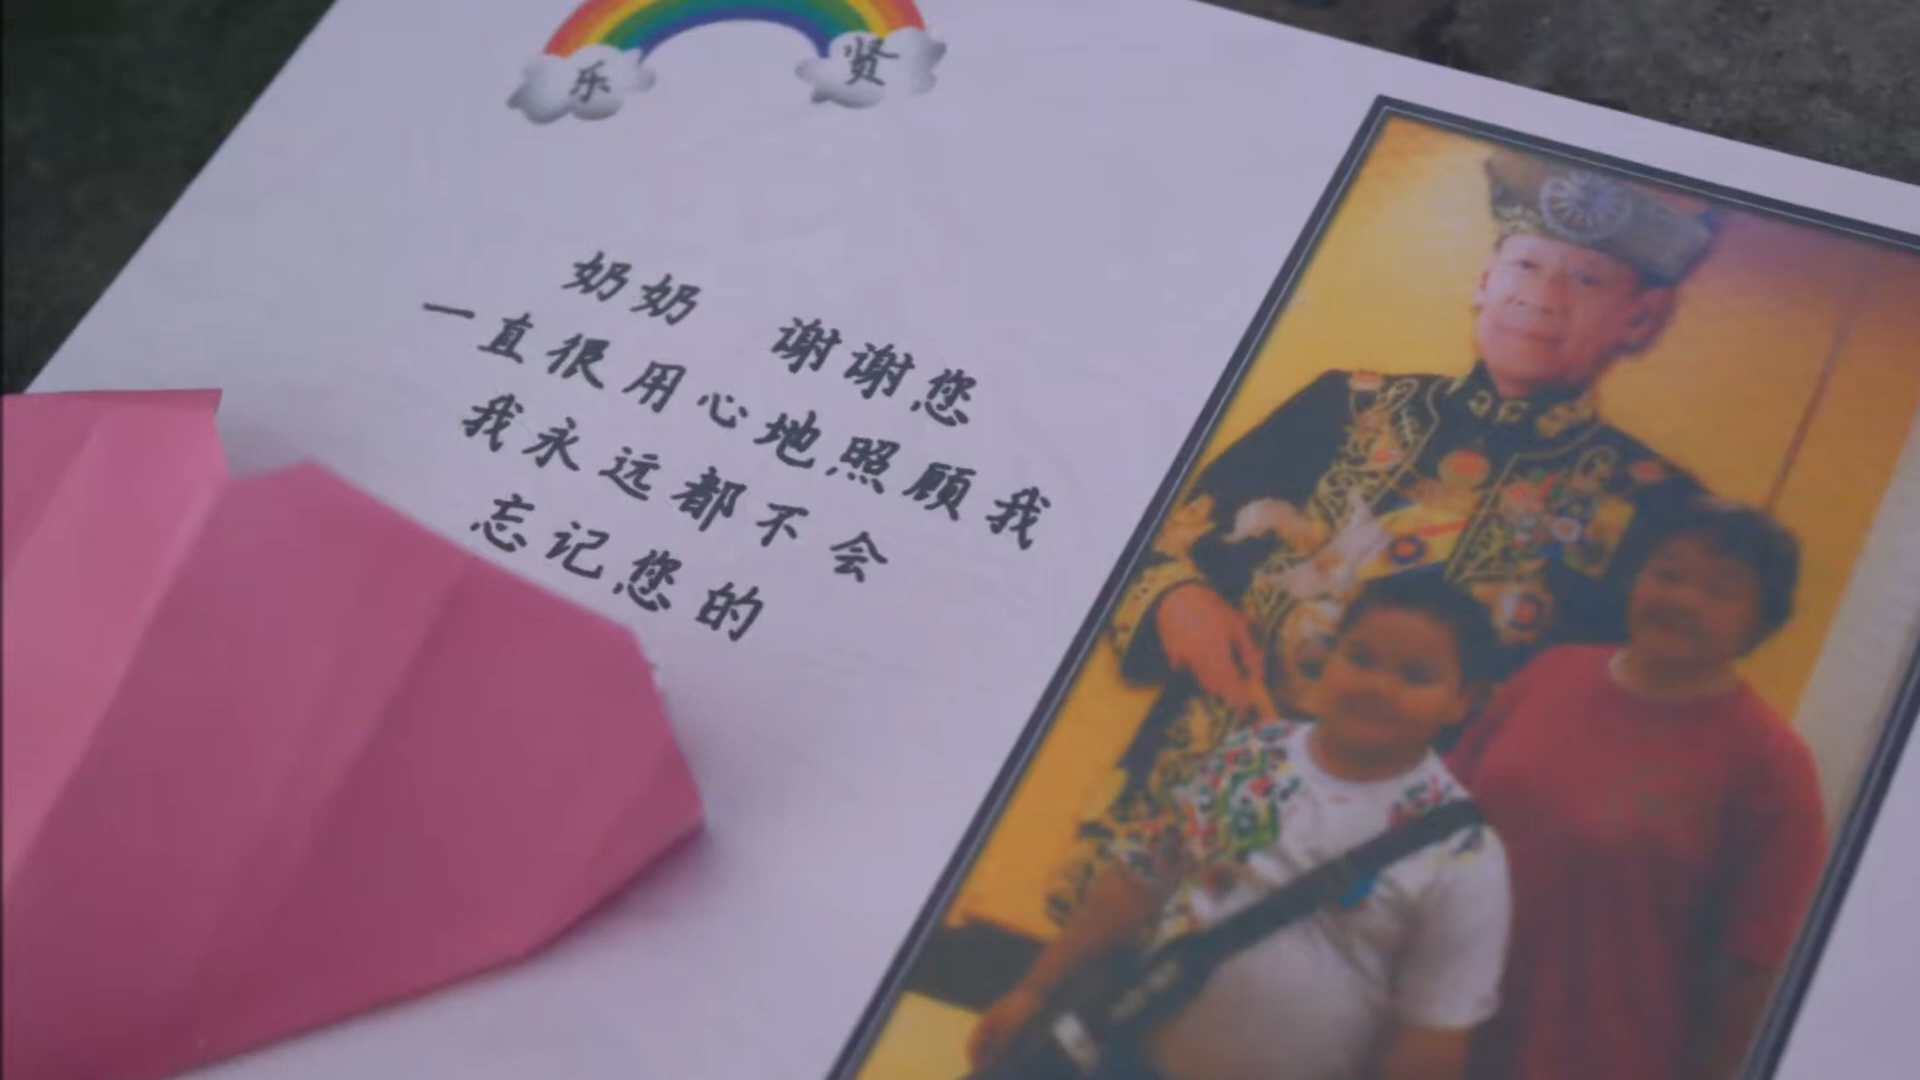 乐 贤
奶奶 谢谢您
一直很用心地照顾我
我永远都不会
忘记您的